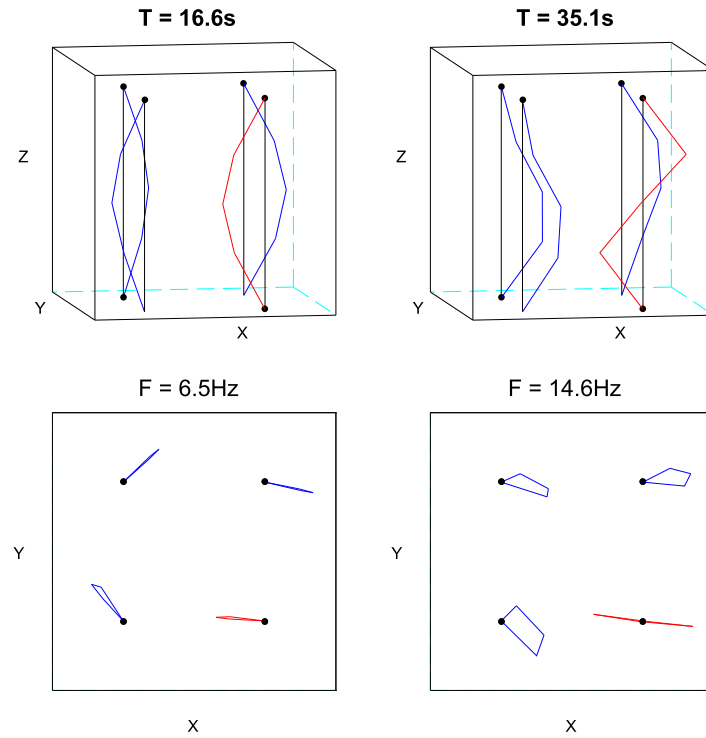 T = 16.6s
T = 35.1s
Z
Z
Y
Y
X
X
F = 6.5Hz
F = 14.6Hz
Y
Y
X
X